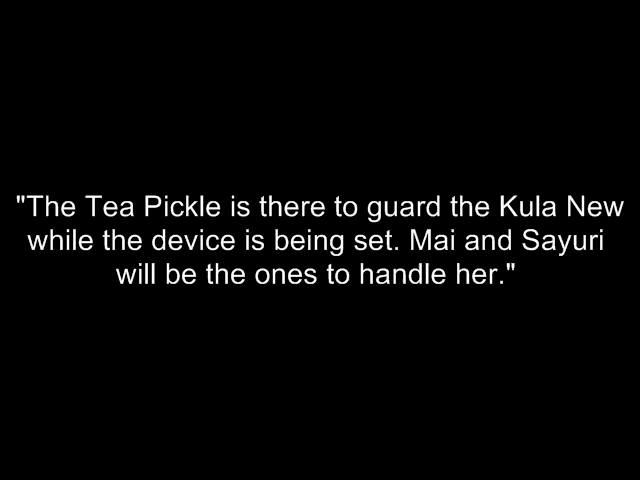 "The Tea Pickle is there to guard the Kula New
while the device is being set. Mai and Sayuri
will be the ones to handle her."